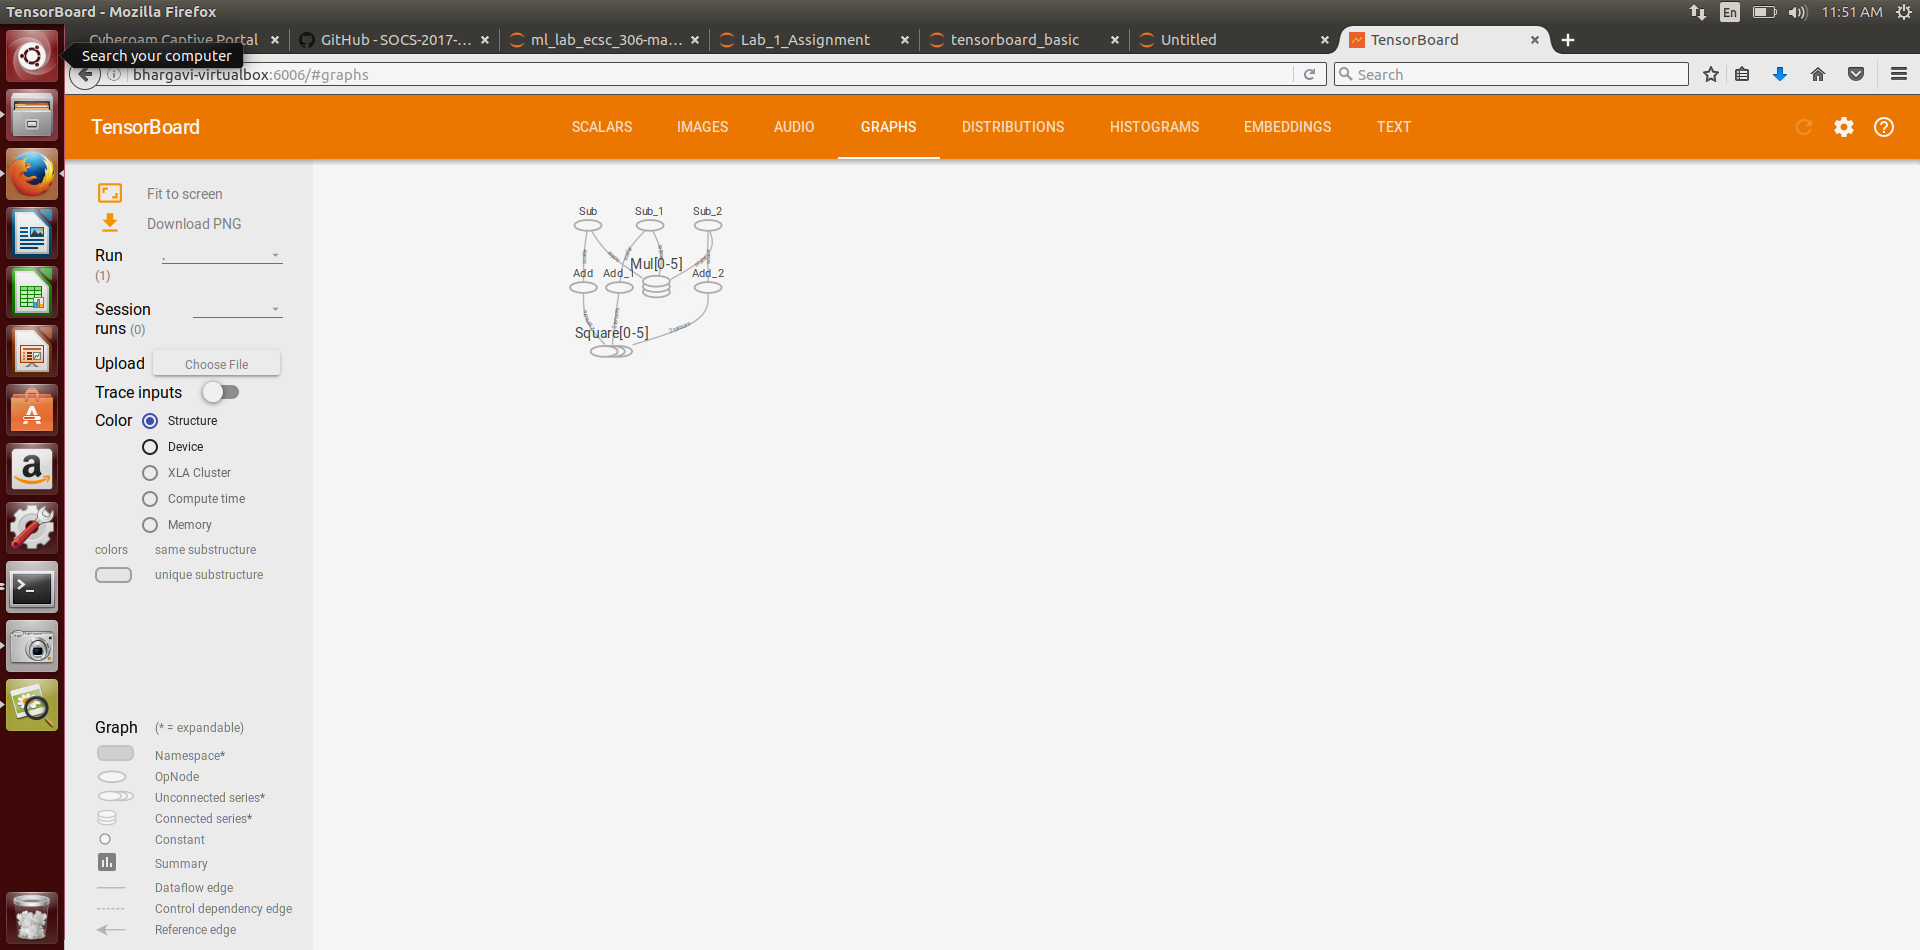 TensorBoard - Mozilla Firefox
En
11:51 AM
Cyberoam Captive Portal
GitHub - SOCS-2017-...
ml_lab_ecsc_306-ma...
Lab_1_Assignment
tensorboard_basic
Untitled
TensorBoard
Search your computer
bhargavi-virtualbox:6006/#graphs
Search
TensorBoard
SCALARS
IMAGES
AUDIO
GRAPHS
DISTRIBUTIONS
HISTOGRAMS
EMBEDDINGS
TEXT
Fit to screen
Download PNG
Run
(1)
.
Session
runs (0)
Upload
Choose File
Trace inputs
Color
Structure
Device
XLA Cluster
Compute time
Memory
colors
same substructure
unique substructure
Graph
(* = expandable)
Namespace*
OpNode
Unconnected series*
Connected series*
Constant
Summary
Dataflow edge
Control dependency edge
Reference edge
Sub
Sub_1
Sub_2
Mul[0-5]
Add
Add_1
Add_2
Square[0-5]